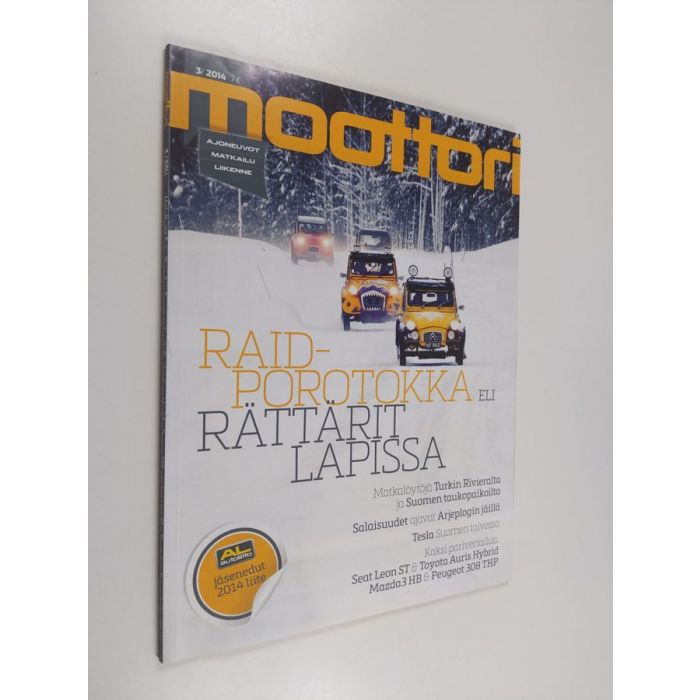 3/2014 7 €
moottori
AJONEUVOT
MATKAILU
LIIKENNE
RAID-
POROTOKKA ELI
RÄTTÄRIT
LAPISSA
Matkalöytöjä Turkin Rivieralta
ja Suomen taukopaikoilta
Salaisuudet ajavat Arjeplogin jäillä
Tesla Suomen talvessa
Kaksi parivertailua:
Seat Leon ST & Toyota Auris Hybrid
Mazda3 HB & Peugeot 308 THP
AL
autoliitto
jäsenedut
2014 liite